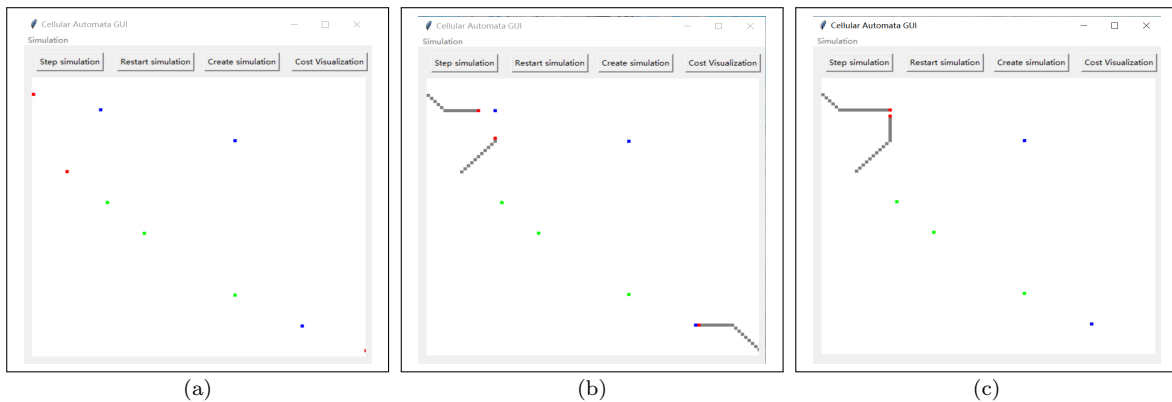 Cellular Automata GUI
Simulation
Step simulation Restart simulation Create simulation Cost Visualization
(a)
Cellular Automata GUI
Simulation
Step simulation Restart simulation Create simulation Cost Visualization
(b)
Cellular Automata GUI
Simulation
Step simulation Restart simulation Create simulation Cost Visualization
(c)